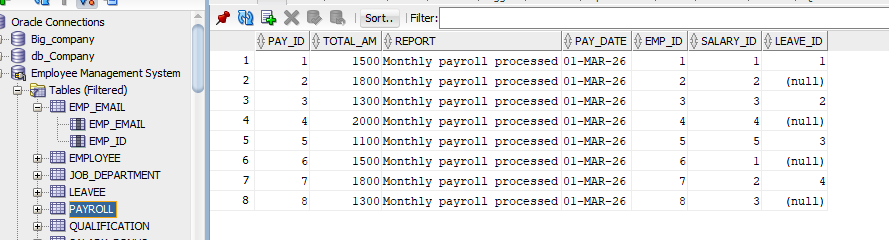 Oracle Connections
Big_company
db_Company
Employee Management System
Tables (Filtered)
EMP_EMAIL
EMP_EMAIL
EMP_ID
EMPLOYEE
JOB_DEPARTMENT
LEAVEE
PAYROLL
QUALIFICATION
Sort.. Filter:
PAY_ID TOTAL_AM REPORT PAY_DATE EMP_ID SALARY_ID LEAVE_ID
1 1 1500 Monthly payroll processed 01-MAR-26 1 1 1
2 2 1800 Monthly payroll processed 01-MAR-26 2 2 (null)
3 3 1300 Monthly payroll processed 01-MAR-26 3 3 2
4 4 2000 Monthly payroll processed 01-MAR-26 4 4 (null)
5 5 1100 Monthly payroll processed 01-MAR-26 5 5 3
6 6 1500 Monthly payroll processed 01-MAR-26 6 1 (null)
7 7 1800 Monthly payroll processed 01-MAR-26 7 2 4
8 8 1300 Monthly payroll processed 01-MAR-26 8 3 (null)